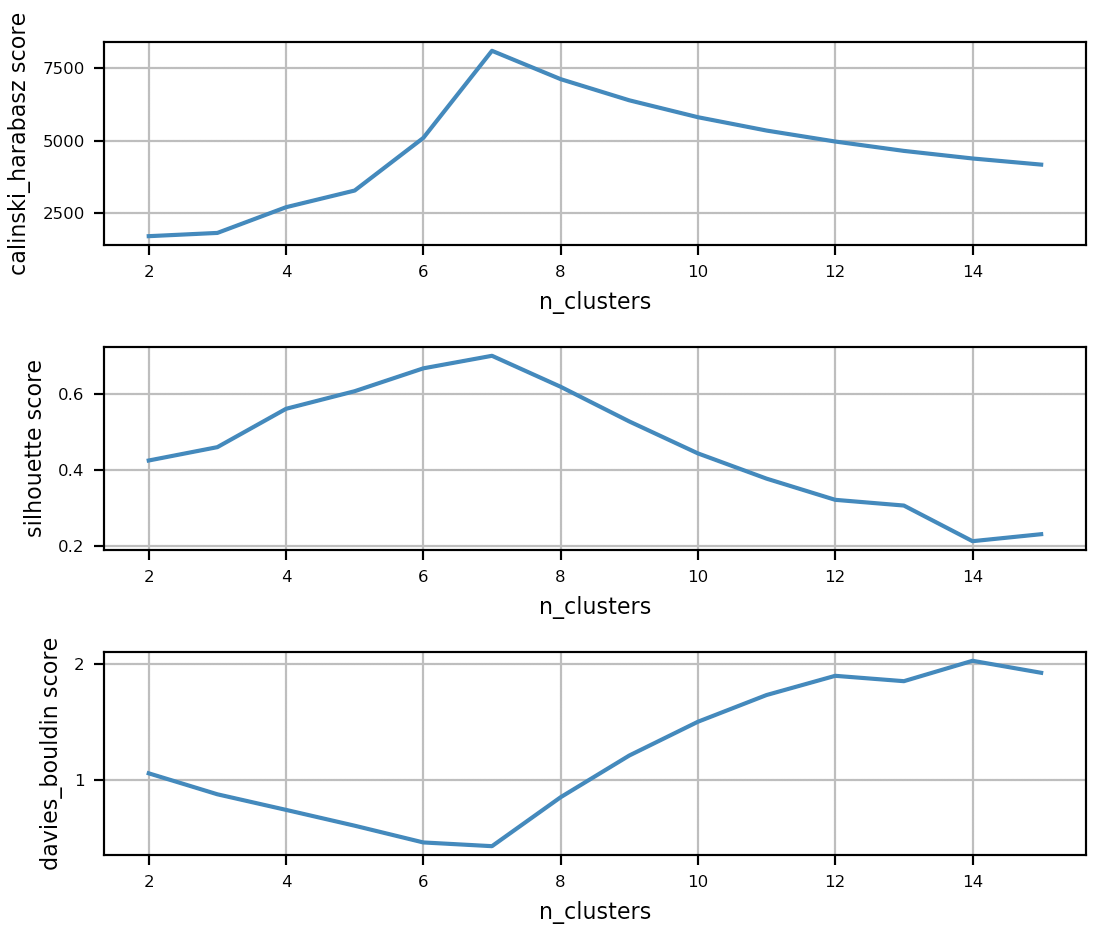 calinski_harabasz score
7500
5000
2500
2 4 6 8 10 12 14
n_clusters
silhouette score
0.6
0.4
0.2
2 4 6 8 10 12 14
n_clusters
davies_bouldin score
2
1
2 4 6 8 10 12 14
n_clusters